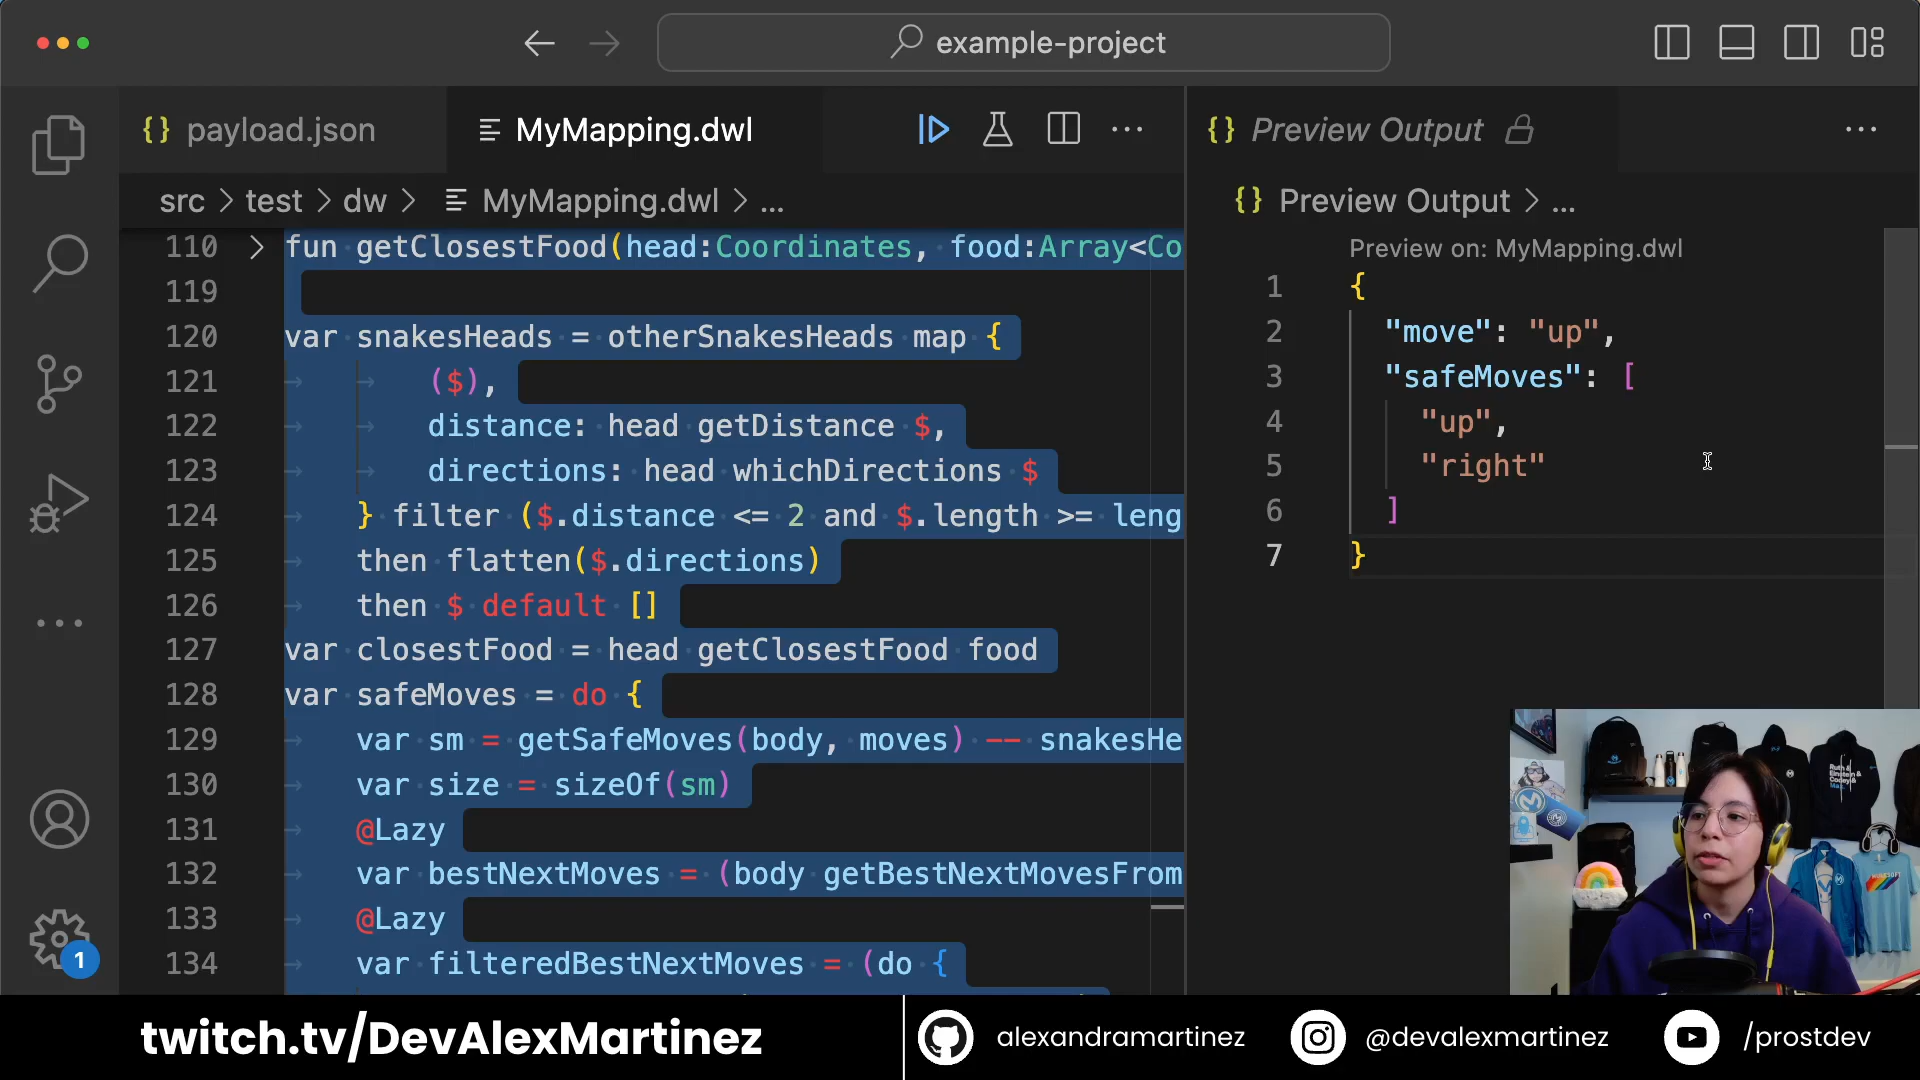 example-project
{} payload.json
MyMapping.dwl
{} Preview Output
src > test > dw > MyMapping.dwl > ...
{} Preview Output > ...
110 > fun getClosestFood(head:Coordinates, food:Array<Co
119
120 var snakesHeads = otherSnakesHeads map {
121 ($),
122 distance: head getDistance $,
123 directions: head whichDirections $
124 } filter ($.distance <= 2 and $.length >= leng
125 then flatten($.directions)
126 then $ default []
127 var closestFood = head getClosestFood food
128 var safeMoves = do {
129 var sm = getSafeMoves(body, moves) -- snakesHe
130 var size = sizeOf(sm)
131 @Lazy
132 var bestNextMoves = (body getBestNextMovesFrom
133 @Lazy
134 var filteredBestNextMoves = (do {
Preview on: MyMapping.dwl
1 {
2 "move": "up",
3 "safeMoves": [
4 "up",
5 "right"
6 ]
7 }
1
Ruth &
Einstein &
Codey &
Max.
twitch.tv/DevAlexMartinez
alexandramartinez
@devalexmartinez
/prostdev